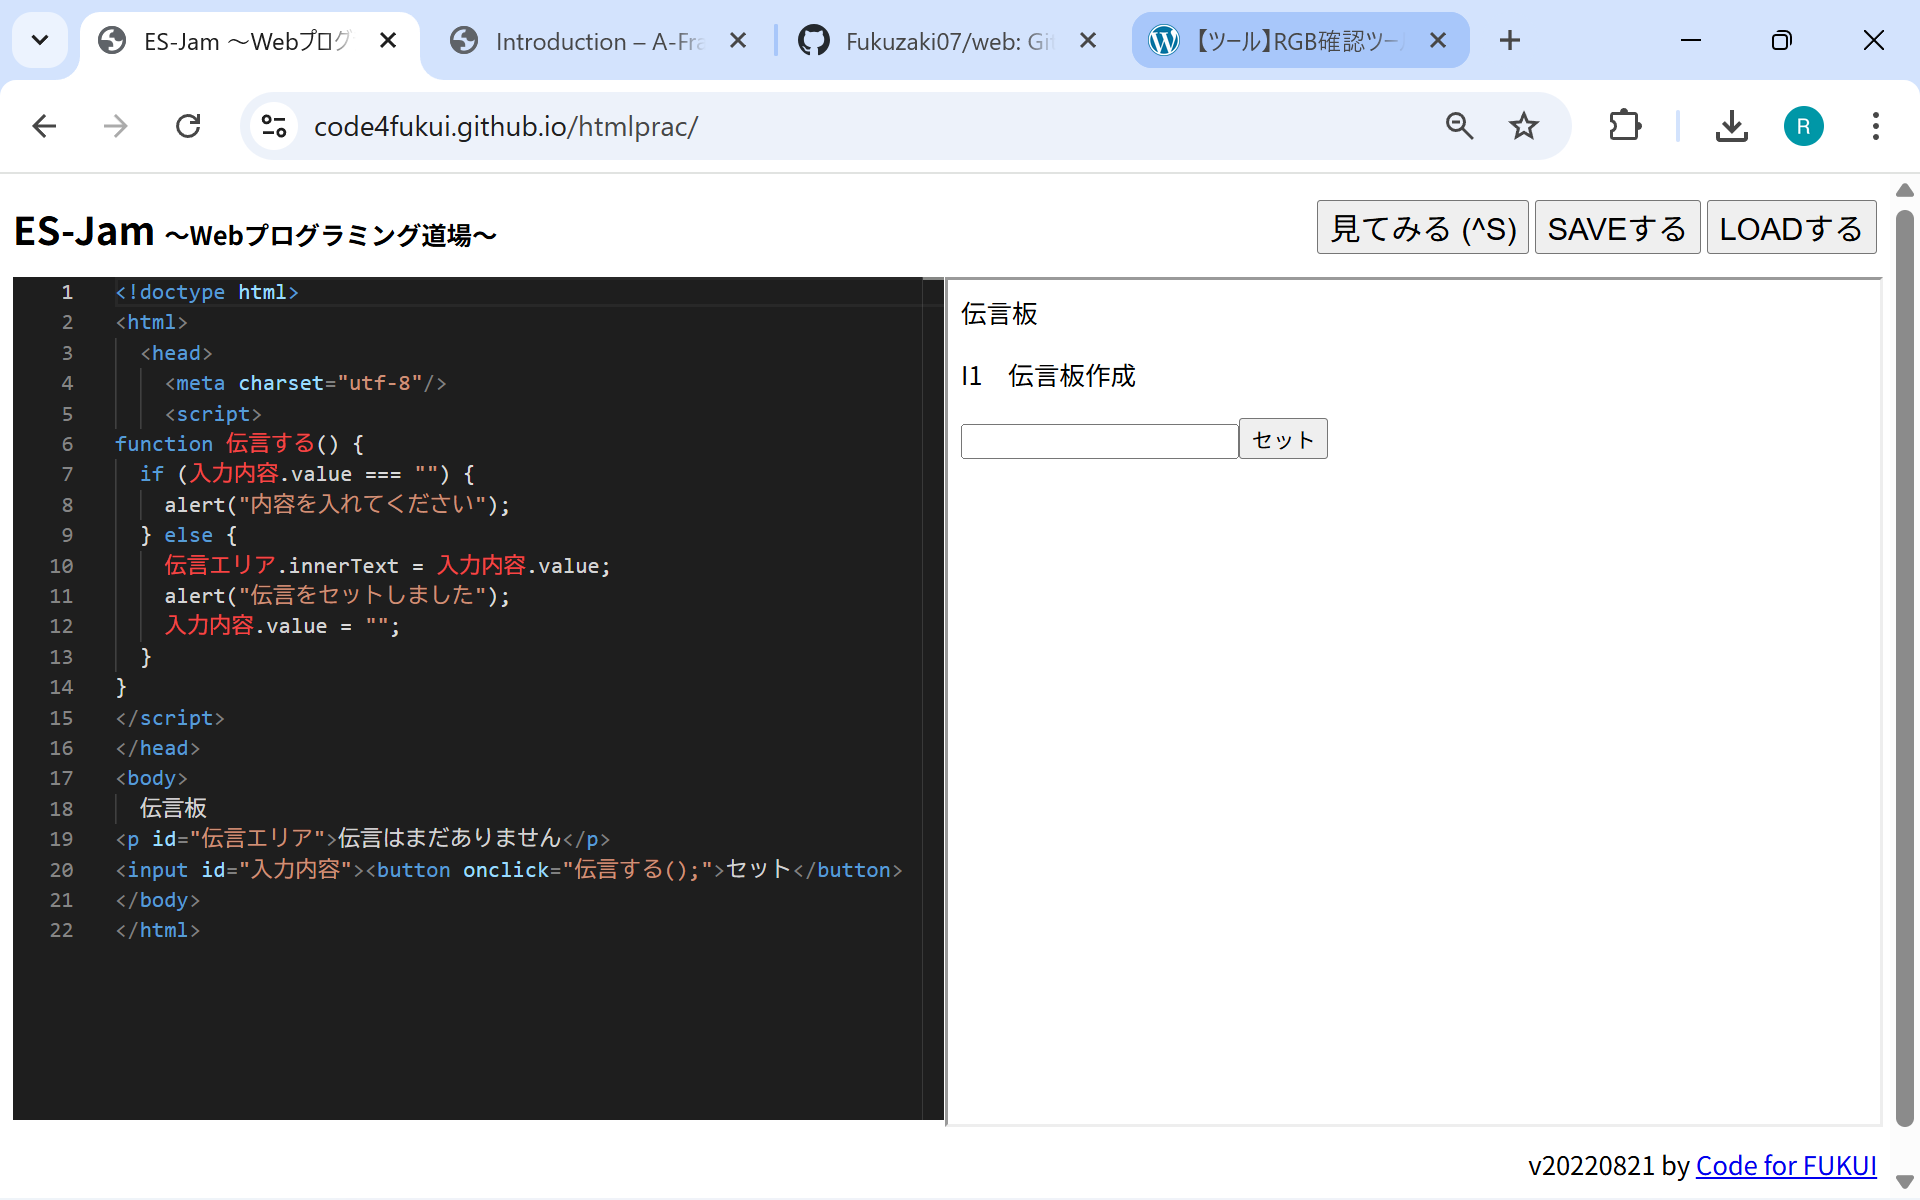 ES-Jam ～Webプログ
Introduction – A-Fra
Fukuzaki07/web: Git
【ツール】RGB確認ツー
code4fukui.github.io/htmlprac/
R
ES-Jam ～Webプログラミング道場～
見てみる (^S)
SAVEする
LOADする
1 <!doctype html>
2 <html>
3 <head>
4 <meta charset="utf-8"/>
5 <script>
6 function 伝言する() {
7 if (入力内容.value === "") {
8 alert("内容を入れてください");
9 } else {
10 伝言エリア.innerText = 入力内容.value;
11 alert("伝言をセットしました");
12 入力内容.value = "";
13 }
14 }
15 </script>
16 </head>
17 <body>
18 伝言板
19 <p id="伝言エリア">伝言はまだありません</p>
20 <input id="入力内容"><button onclick="伝言する();">セット</button>
21 </body>
22 </html>
伝言板
I1　伝言板作成
セット
v20220821 by Code for FUKUI